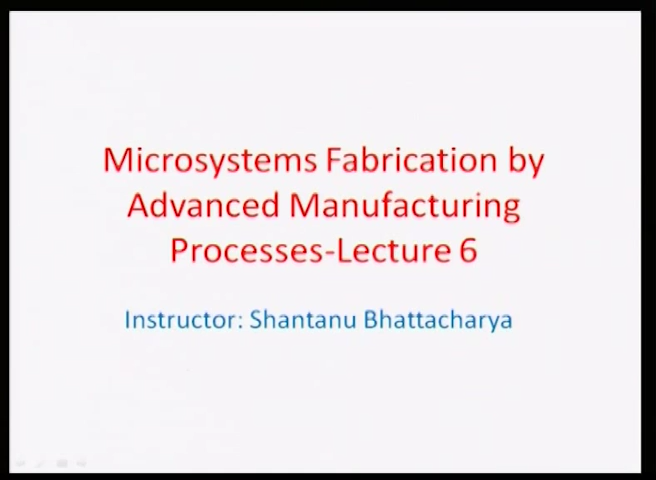 Microsystems Fabrication by
Advanced Manufacturing
Processes-Lecture 6
Instructor: Shantanu Bhattacharya